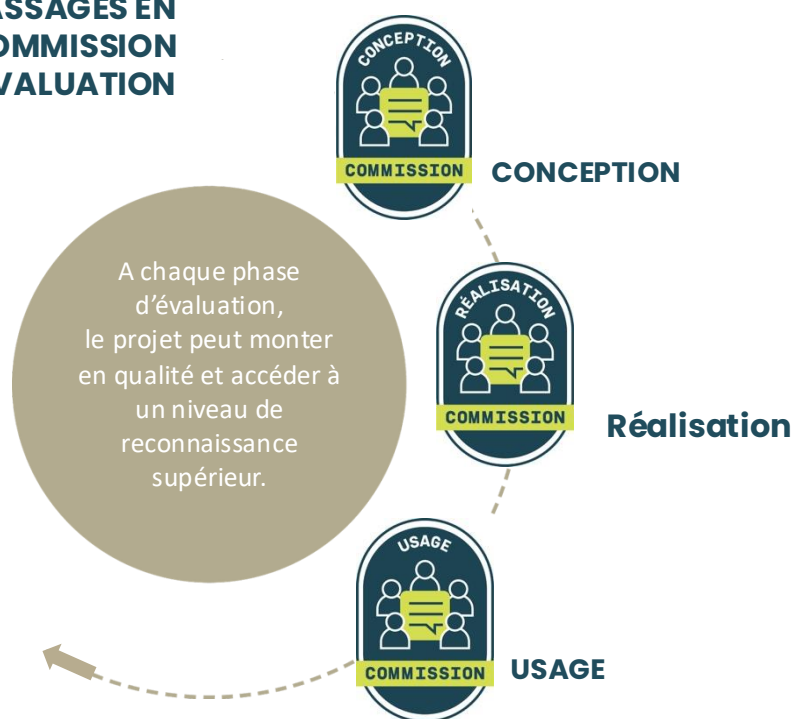 ASSAGES EN
OMMISSION
VALUATION
CONCEPTION
COMMISSION
CONCEPTION
A chaque phase
d’évaluation,
le projet peut monter
en qualité et accéder à
un niveau de
reconnaissance
supérieur.
RÉALISATION
COMMISSION
Réalisation
USAGE
COMMISSION
USAGE